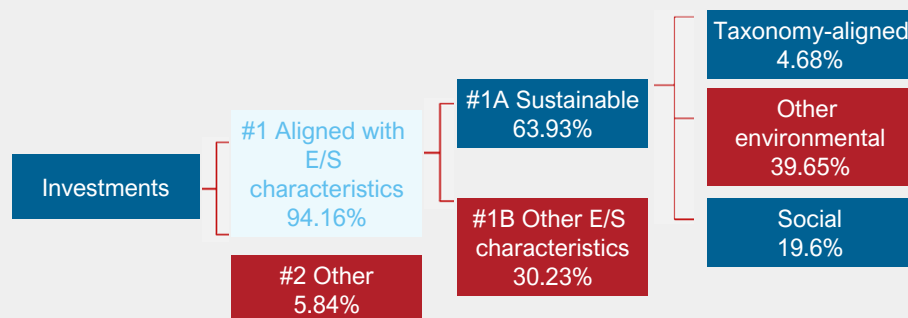 Investments
#1 Aligned with
E/S
characteristics
94.16%
#2 Other
5.84%
#1A Sustainable
63.93%
#1B Other E/S
characteristics
30.23%
Taxonomy-aligned
4.68%
Other
environmental
39.65%
Social
19.6%